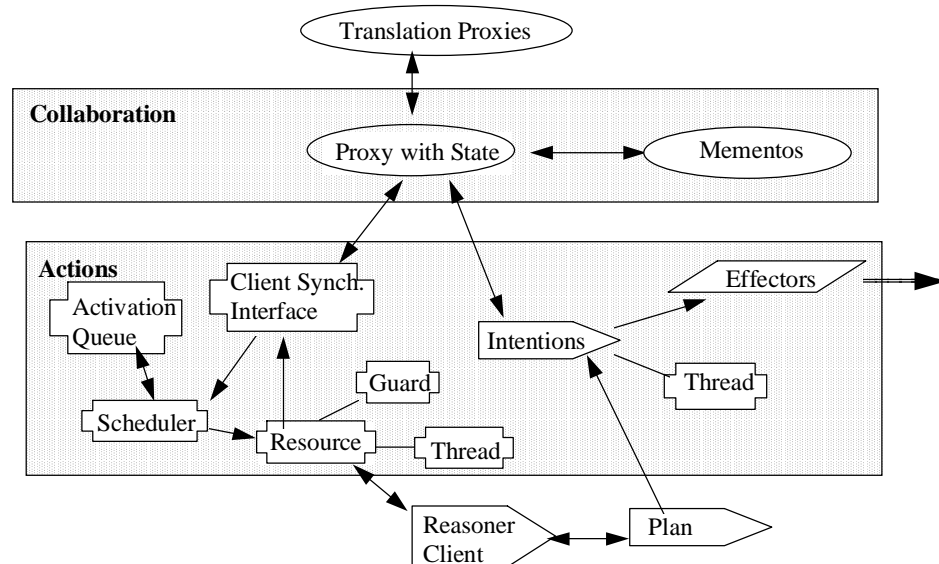 Translation Proxies
Collaboration
Proxy with State
Mementos
Actions
Client Synch.
Interface
Effectors
Activation
Queue
Intentions
Guard
Thread
Scheduler
Resource
Thread
Reasoner
Client
Plan